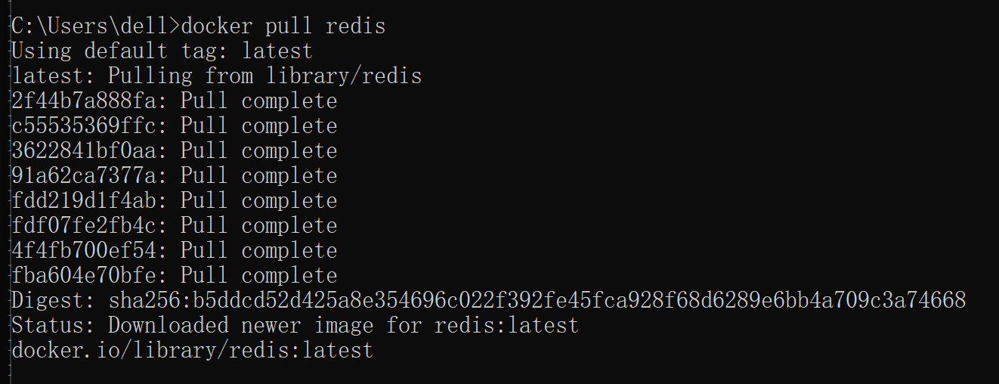 C:\Users\dell>docker pull redis
Using default tag: latest
latest: Pulling from library/redis
2f44b7a888fa: Pull complete
c55535369ffc: Pull complete
3622841bf0aa: Pull complete
91a62ca7377a: Pull complete
fdd219d1f4ab: Pull complete
fdf07fe2fb4c: Pull complete
4f4fb700ef54: Pull complete
fba604e70bfe: Pull complete
Digest: sha256:b5ddcd52d425a8e354696c022f392fe45fca928f68d6289e6bb4a709c3a74668
Status: Downloaded newer image for redis:latest
docker.io/library/redis:latest